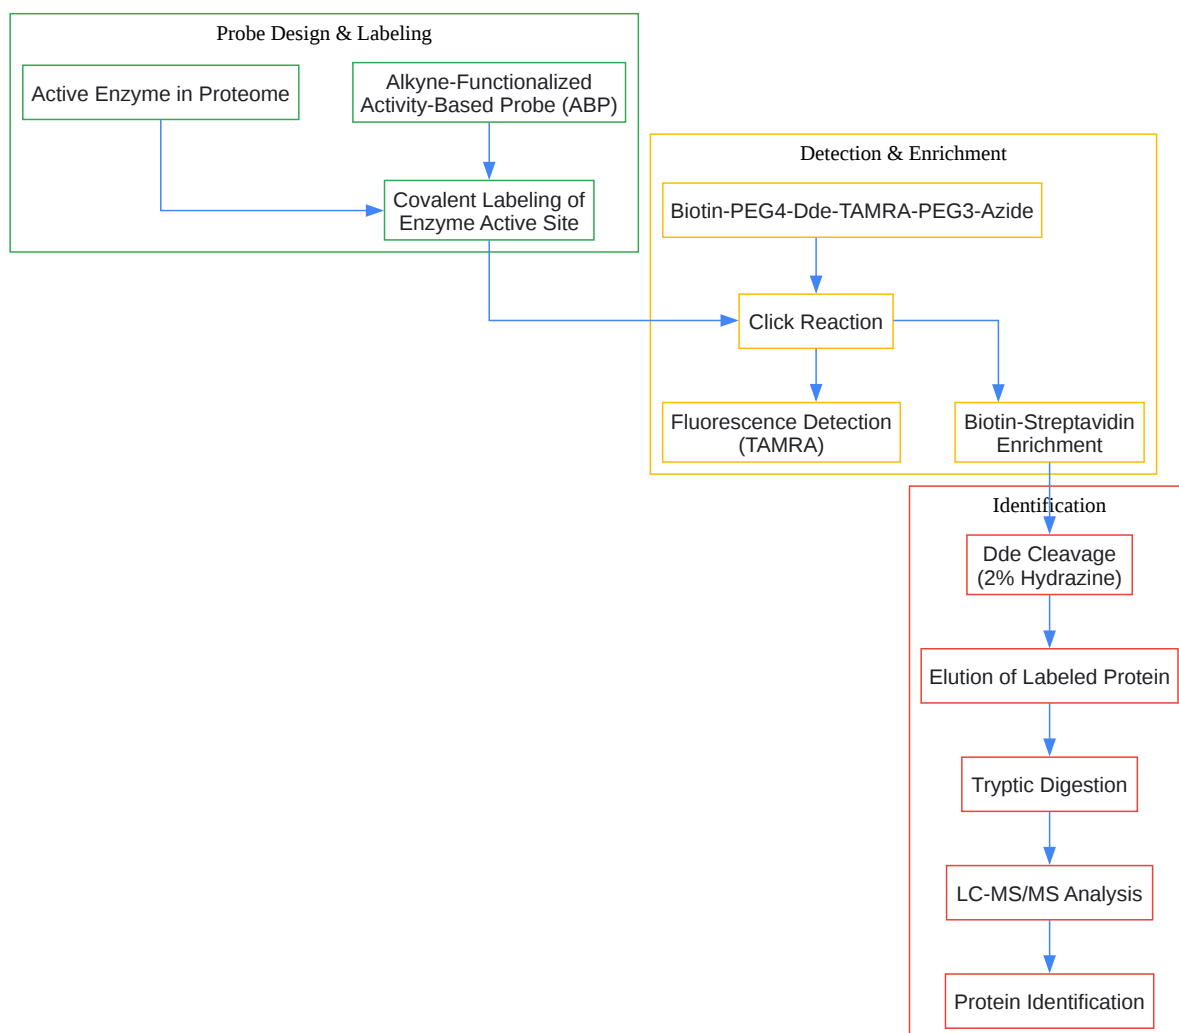 Probe Design & Labeling
Active Enzyme in Proteome
Alkyne-Functionalized
Activity-Based Probe (ABP)
Covalent Labeling of
Enzyme Active Site
Detection & Enrichment
Biotin-PEG4-Dde-TAMRA-PEG3-Azide
Click Reaction
Fluorescence Detection
(TAMRA)
Biotin-Streptavidin
Enrichment
Identification
Dde Cleavage
(2% Hydrazine)
Elution of Labeled Protein
Tryptic Digestion
LC-MS/MS Analysis
Protein Identification